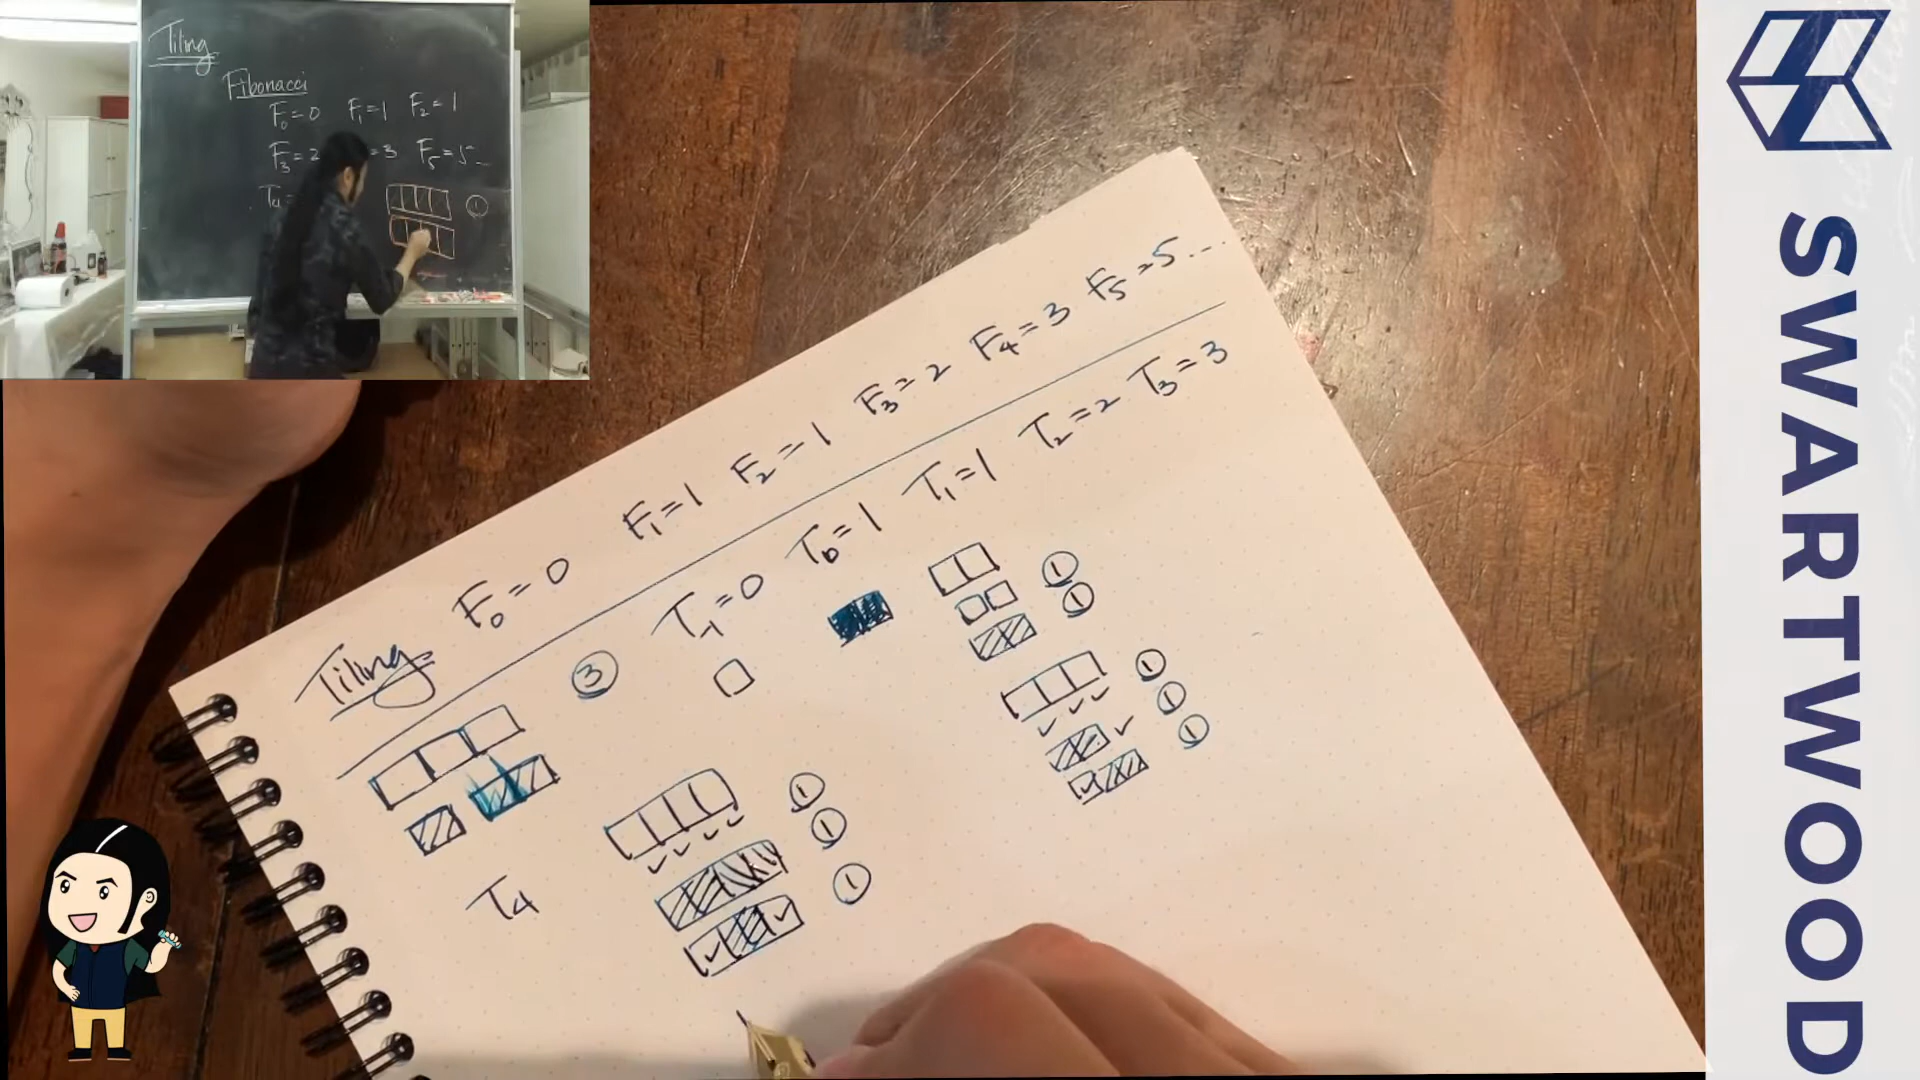 Tiling
Fibonacci
F₀=0 F₁=1 F₂=1
F₃=2 =3 F₅=5...
T₄=
①
Tiling
F₀=0 F₁=1 F₂=1 F₃=2 F₄=3 F₅=5...
③
T₋₁=0 T₀=1 T₁=1 T₂=2 T₃=3
①
①
①
①
①
T₄
①
①
①
SWARTWOOD